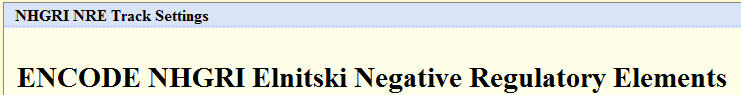 NHGRI NRE Track Settings
ENCODE NHGRI Elnitski Negative Regulatory Elements